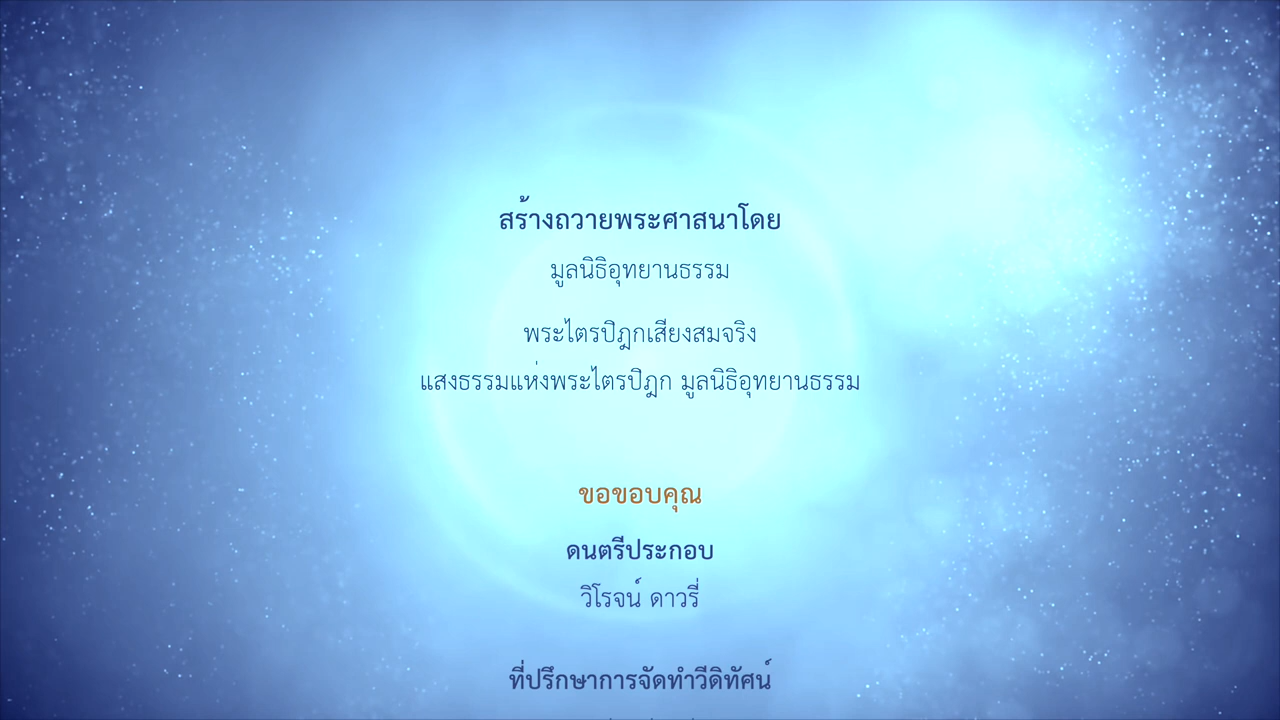 สร้างถวายพระศาสนาโดย
มูลนิธิอุทยานธรรม
พระไตรปิฎกเสียงสมจริง
แสงธรรมแห่งพระไตรปิฎก มูลนิธิอุทยานธรรม
ขอขอบคุณ
ดนตรีประกอบ
วิโรจน์ ดาวรี่
ที่ปรึกษาการจัดทำวีดิทัศน์